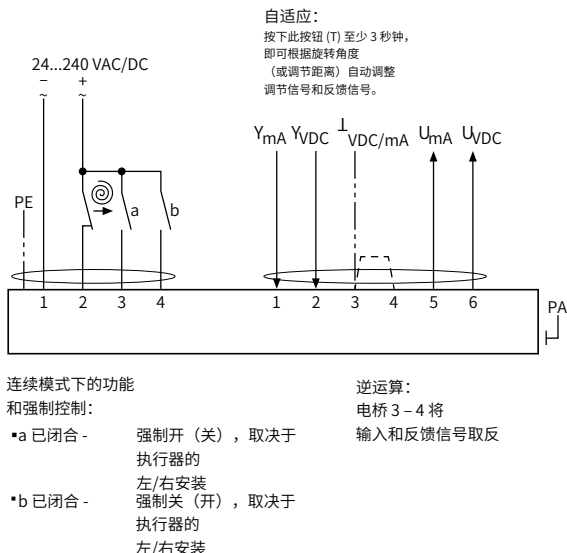 自适应：
按下此按钮 (T) 至少 3 秒钟，
即可根据旋转角度
（或调节距离）自动调整
调节信号和反馈信号。
24...240 VAC/DC
− +
~ ~
YmA YVDC ⊥VDC/mA UmA UVDC
PE a b
1 2 3 4 1 2 3 4 5 6
PA
连续模式下的功能
和强制控制：
▪a 已闭合 - 强制开（关），取决于
执行器的
左/右安装
▪b 已闭合 - 强制关（开），取决于
执行器的
左/右安装
逆运算：
电桥 3 – 4 将
输入和反馈信号取反